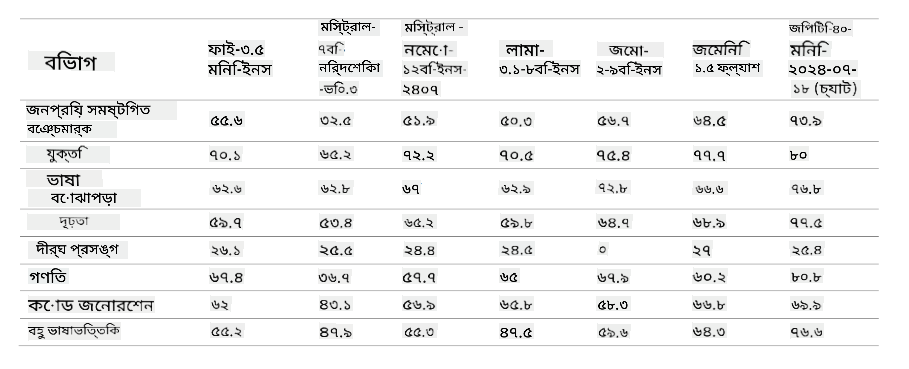 বিভাগ ফাই-৩.৫ মিনি-ইনস মিস্ট্রাল-৭বি-নির্দেশিকা-ভি০.৩ মিস্ট্রাল-নেমো-১২বি-ইনস-২৪০৭ লামা-৩.১-৮বি-ইনস জেমা-২-৯বি-ইনস জেমিনি ১.৫ ফ্ল্যাশ জিপিটি-৪০-মিনি-২০২৪-০৭-১৮ (চ্যাট)
জনপ্রিয় সমষ্টিগত বেঞ্চমার্ক ৫৫.৬ ৩২.৫ ৫১.৯ ৫০.৩ ৫৬.৭ ৬৪.৫ ৭৩.৯
যুক্তি ৭০.১ ৬৫.২ ৭২.২ ৭০.৫ ৭৫.৪ ৭৭.৭ ৮০
ভাষা বোঝাপড়া ৬২.৬ ৬২.৮ ৬৭ ৬২.৯ ৭২.৮ ৬৬.৬ ৭৬.৮
দৃঢ়তা ৫৯.৭ ৫৩.৪ ৬৫.২ ৫৯.৮ ৬৪.৭ ৬৮.৯ ৭৭.৫
দীর্ঘ প্রসঙ্গ ২৬.১ ২৫.৫ ২৪.৪ ২৪.৫ ০ ২৭ ২৫.৪
গণিত ৬৭.৪ ৩৬.৭ ৫৭.৭ ৬৫ ৬৭.৯ ৬০.২ ৮০.৮
কোড জেনারেশন ৬২ ৪৩.১ ৫৬.৯ ৬৫.৮ ৫৮.৩ ৬৬.৮ ৬৯.৯
বহু ভাষাভিত্তিক ৫৫.২ ৪৭.৯ ৫৫.৩ ৪৭.৫ ৫৯.৬ ৬৪.৩ ৭৬.৬